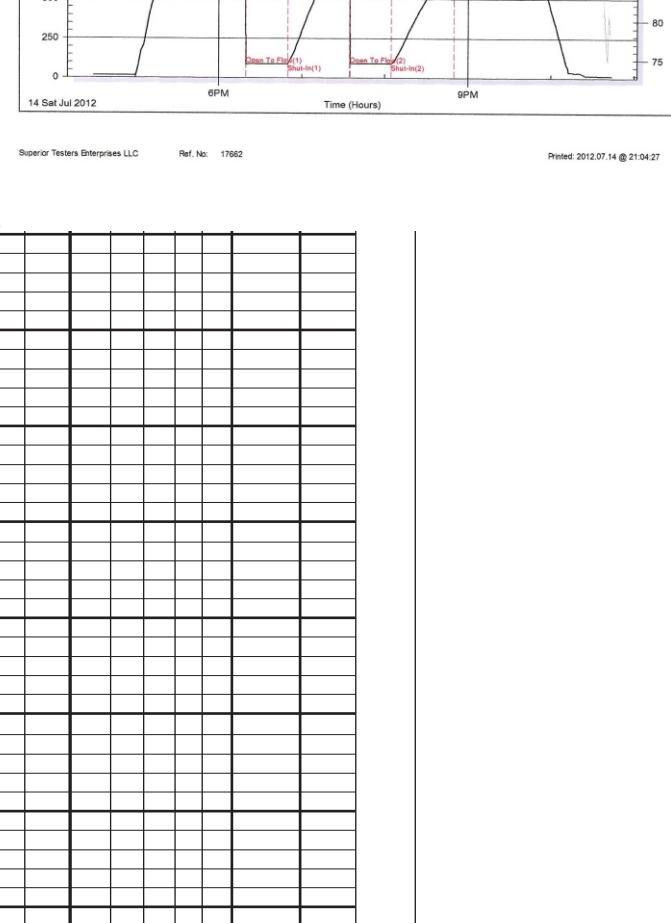 250
80
Open To Flow(1)
Open To Flow(2)
75
Shut-In(1)
Shut-In(2)
0
6PM
9PM
14 Sat Jul 2012
Time (Hours)
Superior Testers Enterprises LLC
Ref. No: 17662
Printed: 2012.07.14 @ 21:04:27